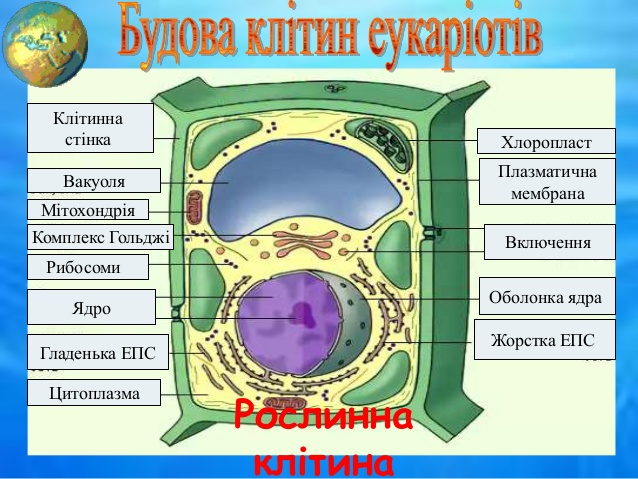 Будова клітин еукаріотів
Клітинна
стінка
Вакуоля
Мітохондрія
Комплекс Гольджі
Рибосоми
Ядро
Гладенька ЕПС
Цитоплазма
Хлоропласт
Плазматична
мембрана
Включення
Оболонка ядра
Жорстка ЕПС
Рослинна
клітина